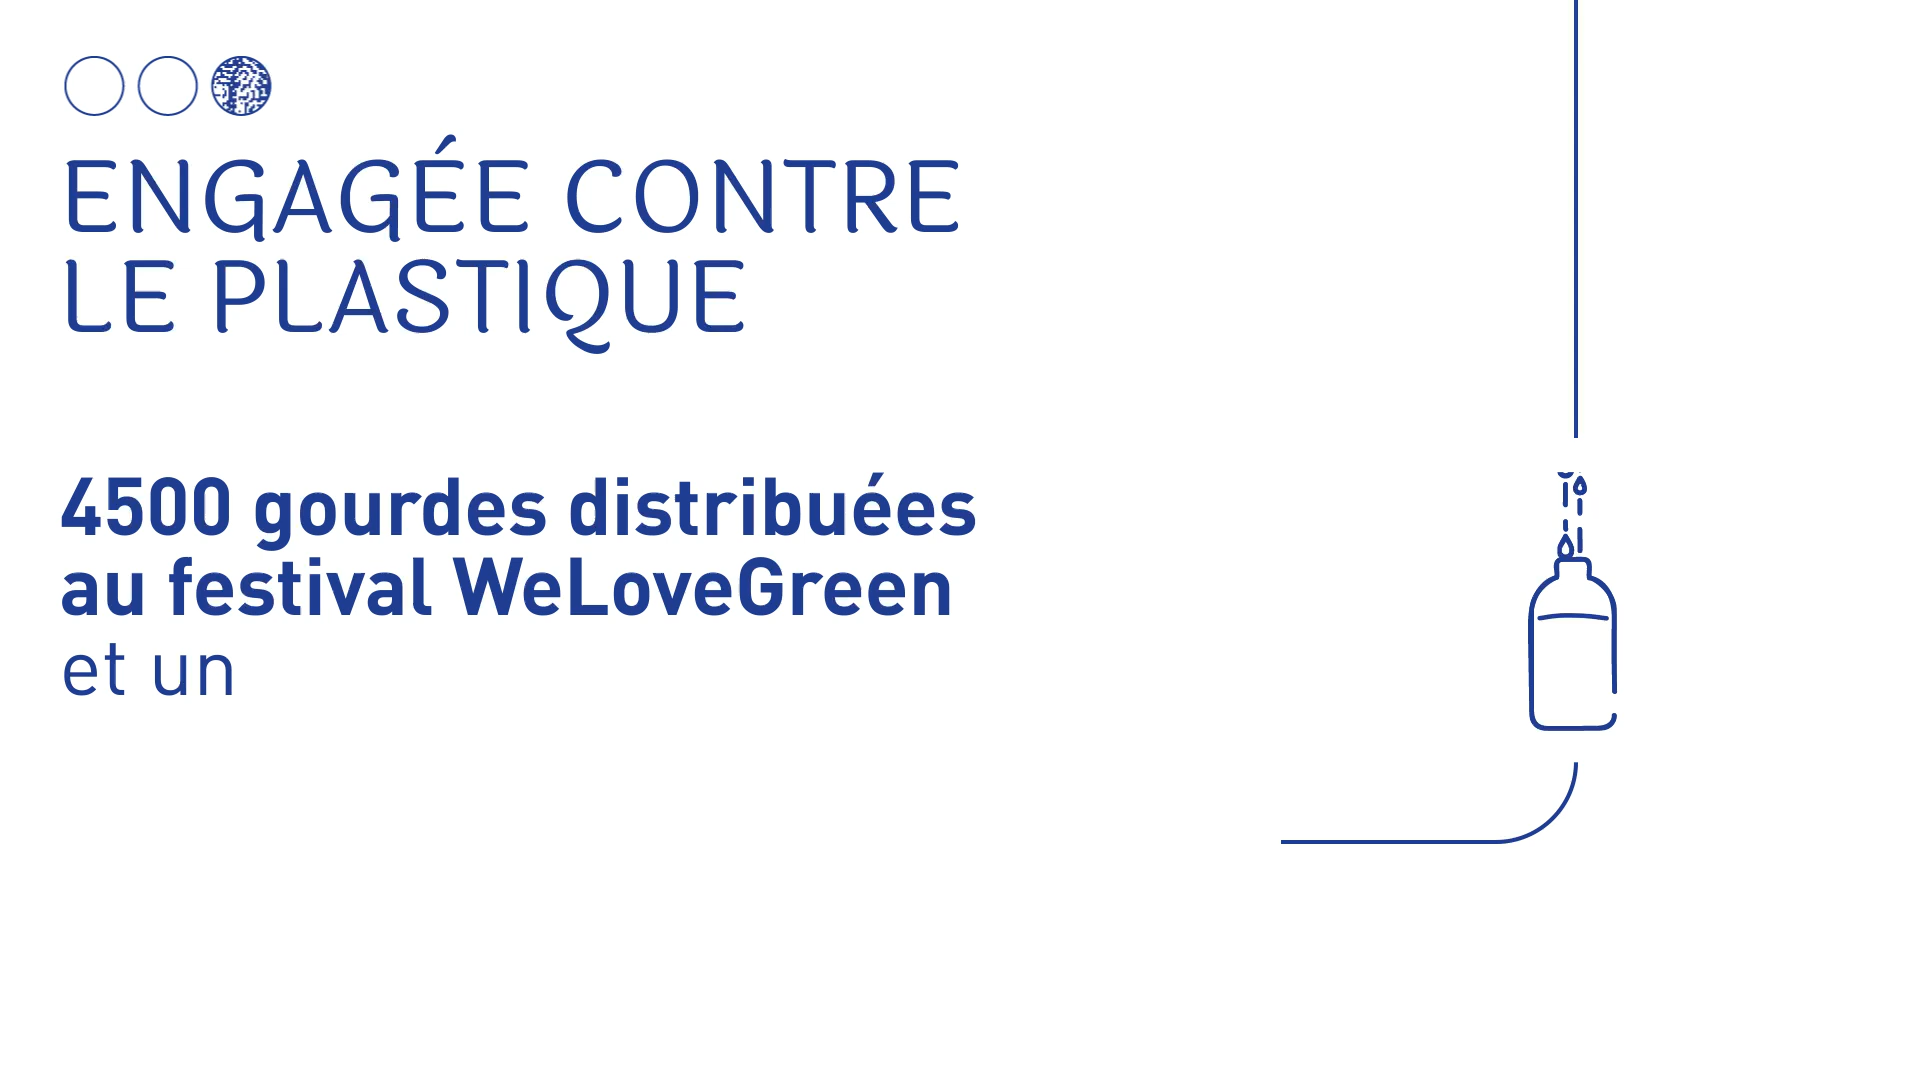 ENGAGÉE CONTRE
LE PLASTIQUE
4500 gourdes distribuées
au festival WeLoveGreen
et un